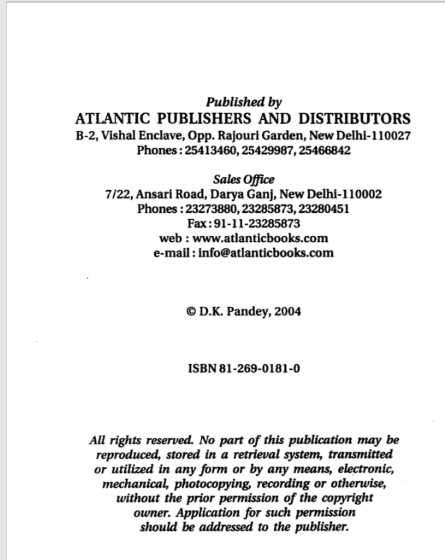 Published by
ATLANTIC PUBLISHERS AND DISTRIBUTORS
B-2, Vishal Enclave, Opp. Rajouri Garden, New Delhi-110027
Phones : 25413460, 25429987, 25466842
Sales Office
7/22, Ansari Road, Darya Ganj, New Delhi-110002
Phones : 23273880, 23285873, 23280451
Fax : 91-11-23285873
web : www.atlanticbooks.com
e-mail : info@atlanticbooks.com
© D.K. Pandey, 2004
ISBN 81-269-0181-0
All rights reserved. No part of this publication may be
reproduced, stored in a retrieval system, transmitted
or utilized in any form or by any means, electronic,
mechanical, photocopying, recording or otherwise,
without the prior permission of the copyright
owner. Application for such permission
should be addressed to the publisher.